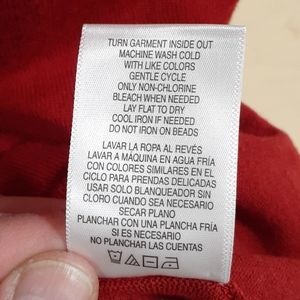 TURN GARMENT INSIDE OUT
MACHINE WASH COLD
WITH LIKE COLORS
GENTLE CYCLE
ONLY NON-CHLORINE
BLEACH WHEN NEEDED
LAY FLAT TO DRY
COOL IRON IF NEEDED
DO NOT IRON ON BEADS
LAVAR LA ROPA AL REVÉS
LAVAR A MAQUINA EN AGUA FRÍA
CON COLORES SIMILARES EN EL
CICLO PARA PRENDAS DELICADAS
USAR SOLO BLANQUEADOR SIN
CLORO CUANDO SEA NECESARIO
SECAR PLANO
PLANCHAR CON UNA PLANCHA FRÍA
SI ES NECESARIO
NO PLANCHAR LAS CUENTAS